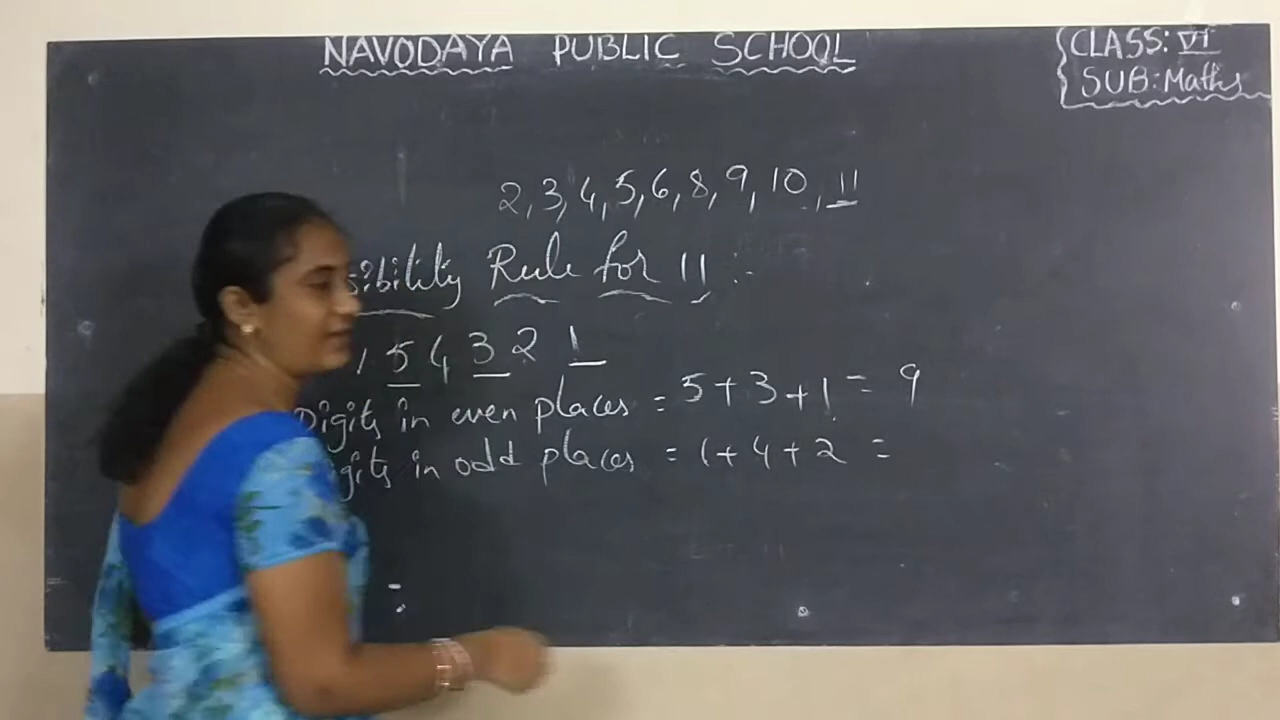 NAVODAYA PUBLIC SCHOOL
CLASS: VI
SUB: Maths
2, 3, 4, 5, 6, 8, 9, 10, 11
sibility Rule for 11 :-
1 5 4 3 2 1
Digits in even places = 5+3+1 = 9
igits in odd places = 1+4+2 =